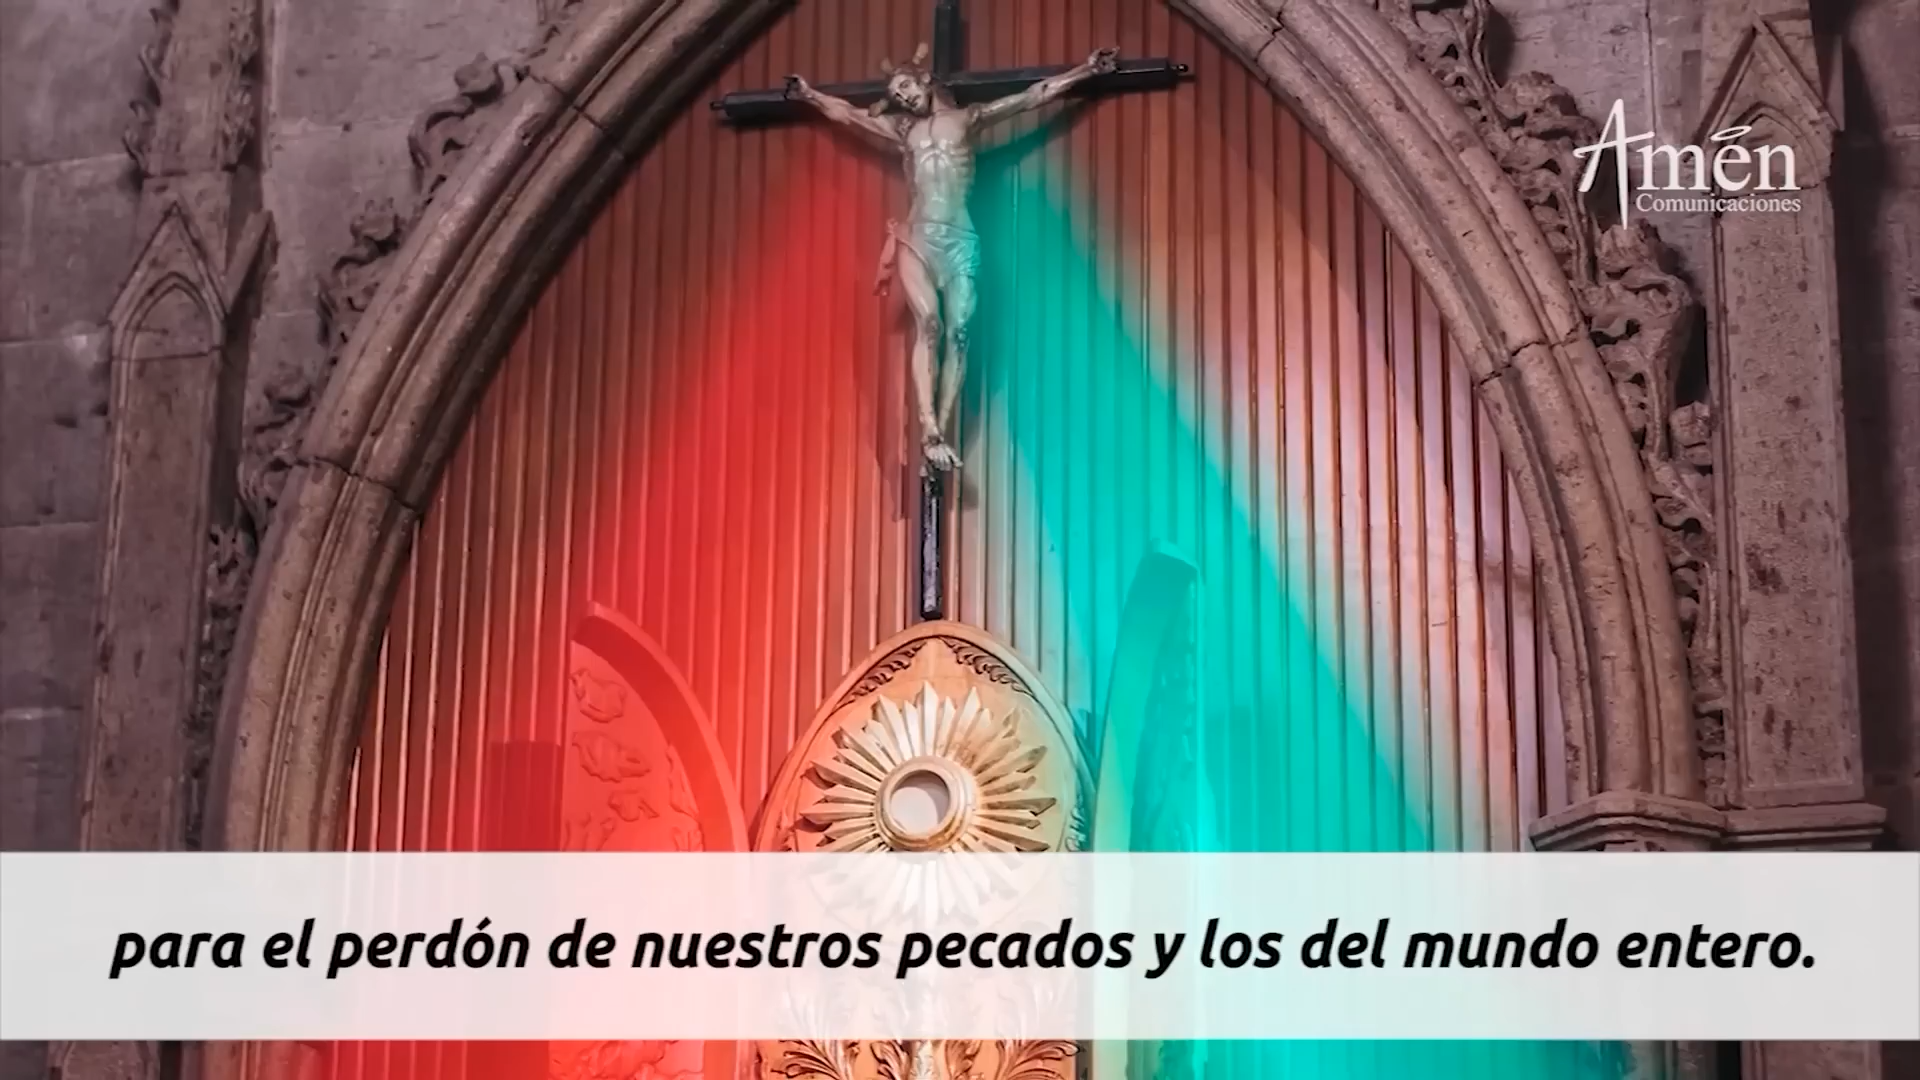 Amén
Comunicaciones
para el perdón de nuestros pecados y los del mundo entero.